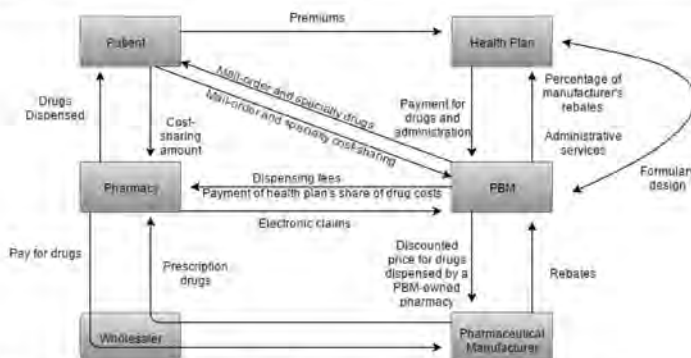 Premiums
Patient
Health Plan
Mail-order and specialty drugs
Mail-order and specialty cost-sharing
Drugs
Dispensed
Cost-
sharing
amount
Payment for
drugs and
administration
Percentage of
manufacturer's
rebates
Administrative
services
Formulary
design
Pharmacy
Dispensing fees
Payment of health plan's share of drug costs
PBM
Electronic claims
Pay for drugs
Prescription
drugs
Discounted
price for drugs
dispensed by a
PBM-owned
pharmacy
Rebates
Wholesaler
Pharmaceutical
Manufacturer